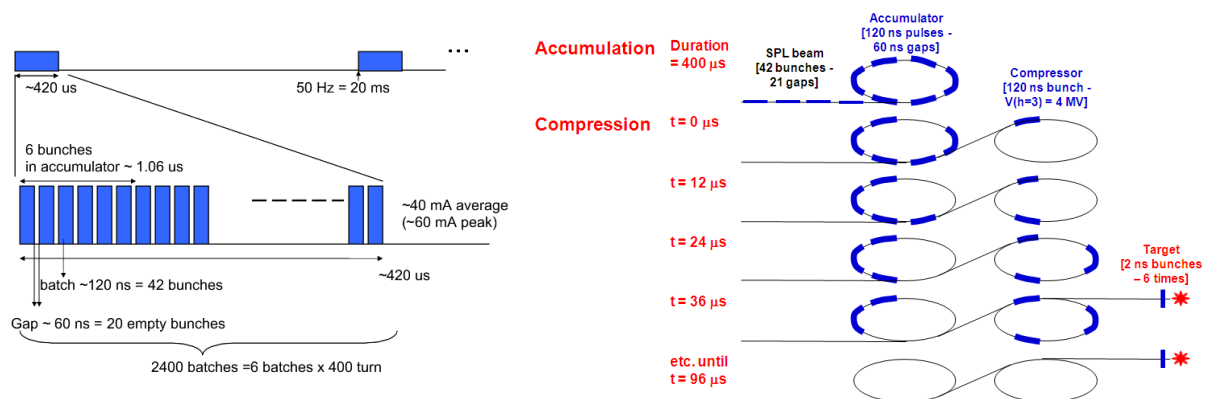 ...
~420 us
50 Hz = 20 ms
6 bunches
in accumulator ~ 1.06 us
~40 mA average
(~60 mA peak)
~420 us
batch ~120 ns = 42 bunches
Gap ~ 60 ns = 20 empty bunches
2400 batches =6 batches x 400 turn
Accumulation
Duration
= 400 μs
SPL beam
[42 bunches -
21 gaps]
Accumulator
[120 ns pulses -
60 ns gaps]
Compressor
[120 ns bunch -
V(h=3) = 4 MV]
Compression
t = 0 μs
t = 12 μs
t = 24 μs
Target
[2 ns bunches
– 6 times]
t = 36 μs
etc. until
t = 96 μs